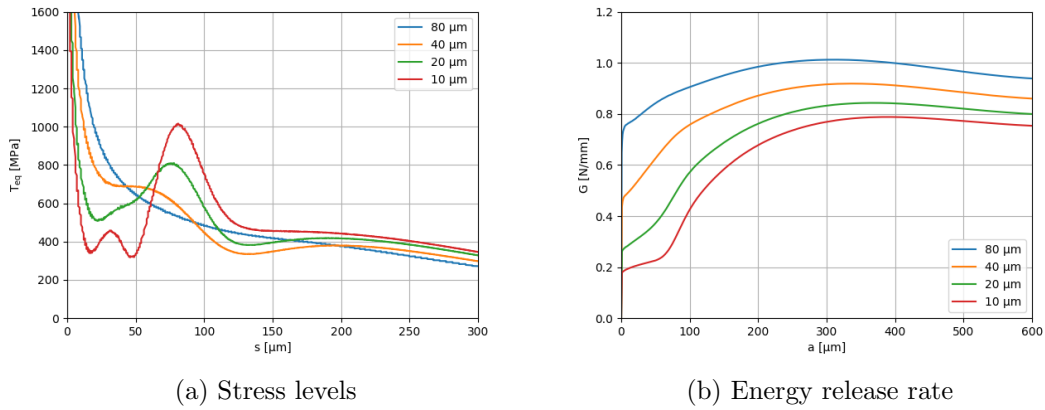 1600
1400
1200
1000
800
600
400
200
0
T_eq [MPa]
0 50 100 150 200 250 300
s [µm]
80 µm
40 µm
20 µm
10 µm
(a) Stress levels
1.2
1.0
0.8
0.6
0.4
0.2
0.0
G [N/mm]
0 100 200 300 400 500 600
a [µm]
80 µm
40 µm
20 µm
10 µm
(b) Energy release rate